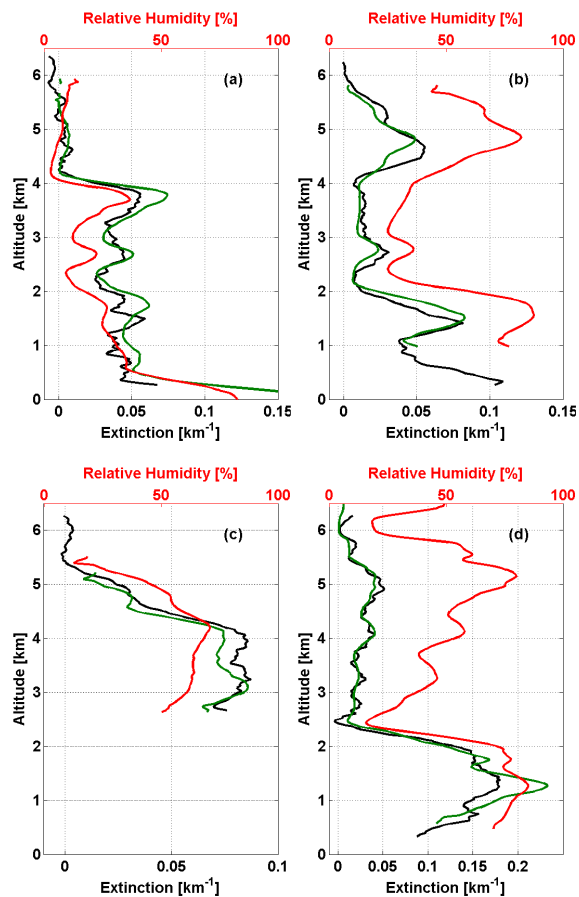 Relative Humidity [%] Relative Humidity [%]
0 50 100 0 50 100
(a) (b)
6 6
5 5
4 4
3 3
2 2
1 1
0 0
Altitude [km] Altitude [km]
0 0.05 0.1 0.15 0 0.05 0.1 0.15
Extinction [km-1] Extinction [km-1]
Relative Humidity [%] Relative Humidity [%]
0 50 100 0 50 100
(c) (d)
6 6
5 5
4 4
3 3
2 2
1 1
0 0
Altitude [km] Altitude [km]
0 0.05 0.1 0 0.05 0.1 0.15 0.2
Extinction [km-1] Extinction [km-1]